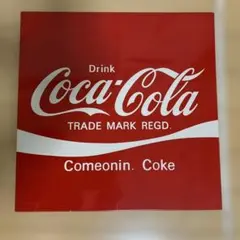 Drink
Coca-Cola
TRADE MARK REGD.
Comeonin. Coke